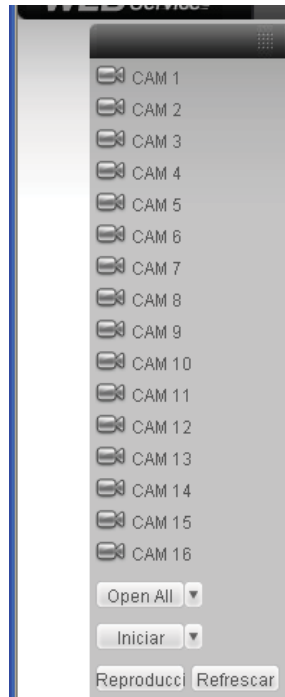 WEB Service
CAM 1
CAM 2
CAM 3
CAM 4
CAM 5
CAM 6
CAM 7
CAM 8
CAM 9
CAM 10
CAM 11
CAM 12
CAM 13
CAM 14
CAM 15
CAM 16
Open All
Iniciar
Reproducci Refrescar